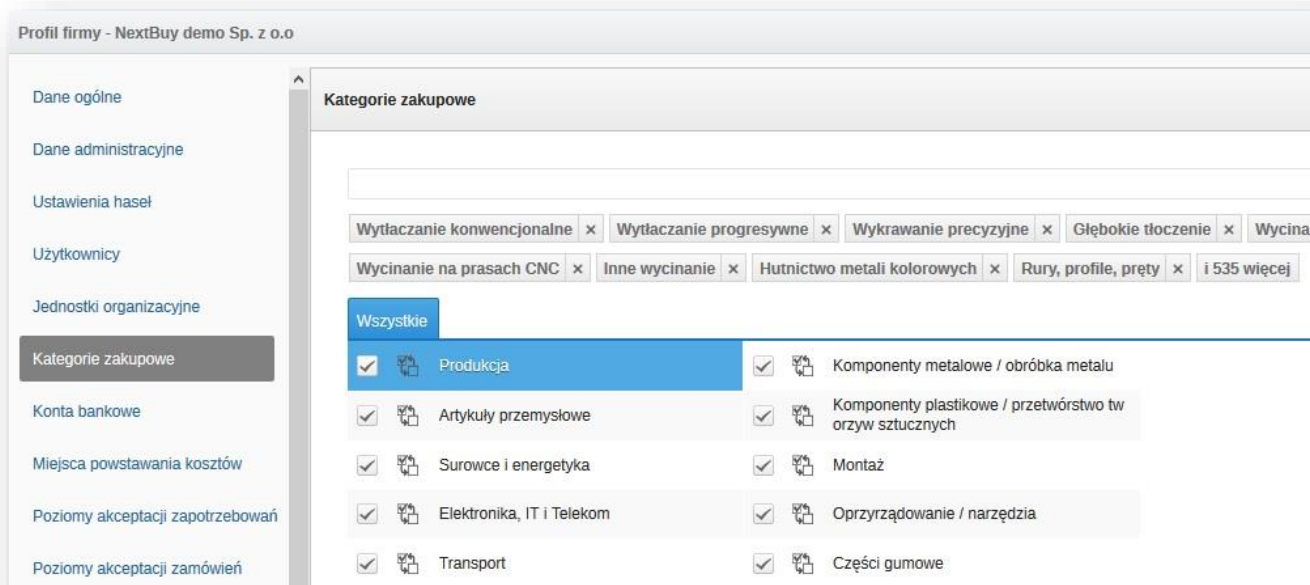 Profil firmy - NextBuy demo Sp. z o.o
Dane ogólne
Dane administracyjne
Ustawienia haseł
Użytkownicy
Jednostki organizacyjne
Kategorie zakupowe
Konta bankowe
Miejsca powstawania kosztów
Poziomy akceptacji zapotrzebowań
Poziomy akceptacji zamówień
Kategorie zakupowe
Wytłaczanie konwencjonalne × Wytłaczanie progresywne × Wykrawanie precyzyjne × Głębokie tłoczenie × Wycina
Wycinanie na prasach CNC × Inne wycinanie × Hutnictwo metali kolorowych × Rury, profile, pręty × i 535 więcej
Wszystkie
Produkcja
Artykuły przemysłowe
Surowce i energetyka
Elektronika, IT i Telekom
Transport
Komponenty metalowe / obróbka metalu
Komponenty plastikowe / przetwórstwo tw
orzyw sztucznych
Montaż
Oprzyrządowanie / narzędzia
Części gumowe